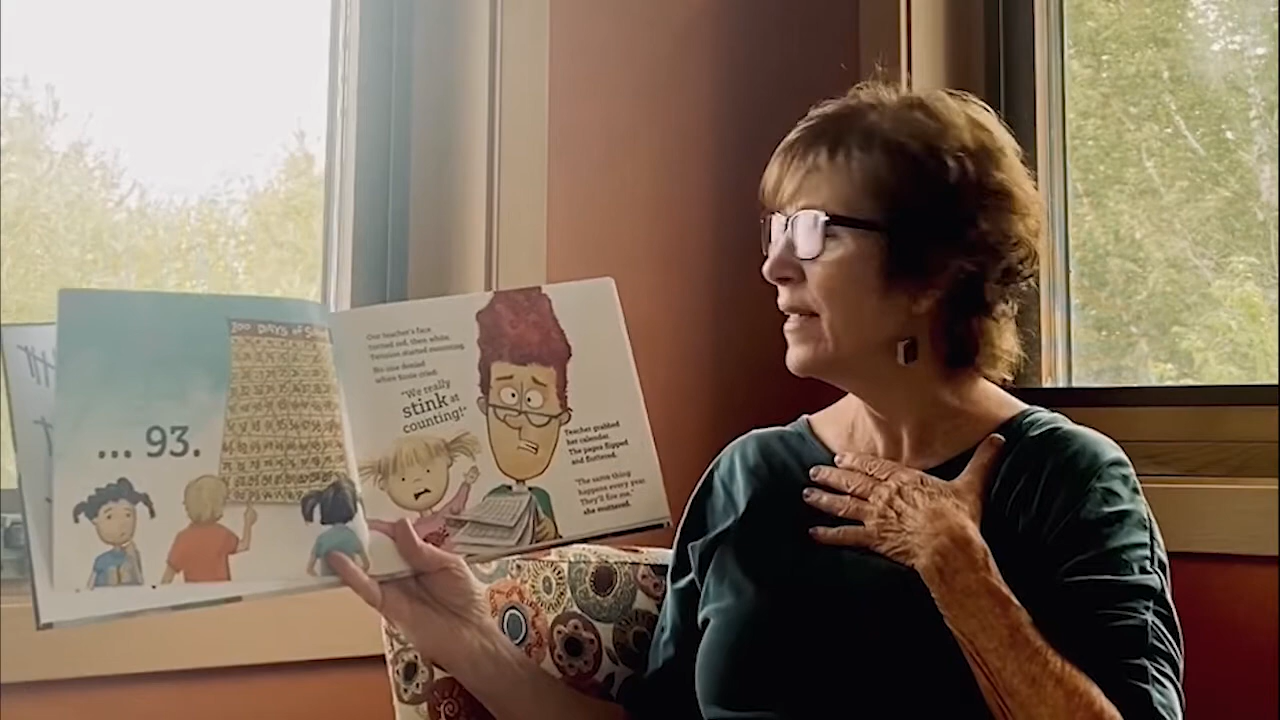 100 DAYS of S
... 93.
Our teacher's face
turned red, then white.
Tension started mounting.
No one denied
when Susie cried:
"We really
stink at
counting!"
Teacher grabbed
her calendar.
The pages flipped
and fluttered.
"The same thing
happens every year.
They'll fire me,"
she muttered.